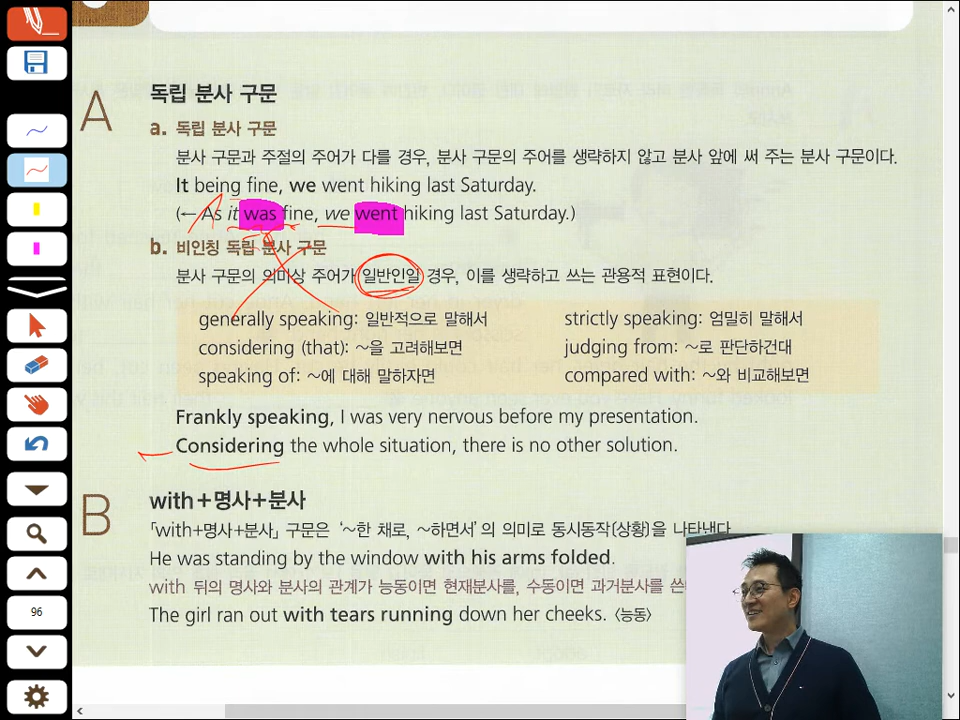 A 독립 분사 구문
a. 독립 분사 구문
분사 구문과 주절의 주어가 다를 경우, 분사 구문의 주어를 생략하지 않고 분사 앞에 써 주는 분사 구문이다.
It being fine, we went hiking last Saturday.
(← As it was fine, we went hiking last Saturday.)
b. 비인칭 독립 분사 구문
분사 구문의 의미상 주어가 일반인일 경우, 이를 생략하고 쓰는 관용적 표현이다.
generally speaking: 일반적으로 말해서 strictly speaking: 엄밀히 말해서
considering (that): ~을 고려해보면 judging from: ~로 판단하건대
speaking of: ~에 대해 말하자면 compared with: ~와 비교해보면
Frankly speaking, I was very nervous before my presentation.
Considering the whole situation, there is no other solution.
B with+명사+분사
「with+명사+분사」 구문은 ‘~한 채로, ~하면서’의 의미로 동시동작(상황)을 나타낸다
He was standing by the window with his arms folded.
with 뒤의 명사와 분사의 관계가 능동이면 현재분사를, 수동이면 과거분사를 쓴
The girl ran out with tears running down her cheeks. 〈능동〉
96